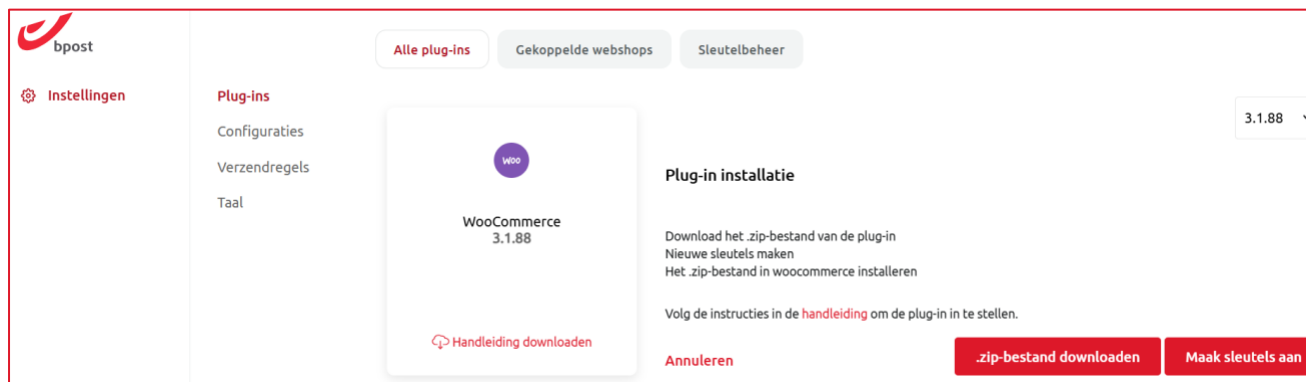 bpost
Alle plug-ins
Gekoppelde webshops
Sleutelbeheer
Instellingen
Plug-ins
Configuraties
Verzendregels
Taal
Woo
WooCommerce
3.1.88
Handleiding downloaden
3.1.88
Plug-in installatie
Download het .zip-bestand van de plug-in
Nieuwe sleutels maken
Het .zip-bestand in woocommerce installeren
Volg de instructies in de handleiding om de plug-in in te stellen.
Annuleren
.zip-bestand downloaden
Maak sleutels aan